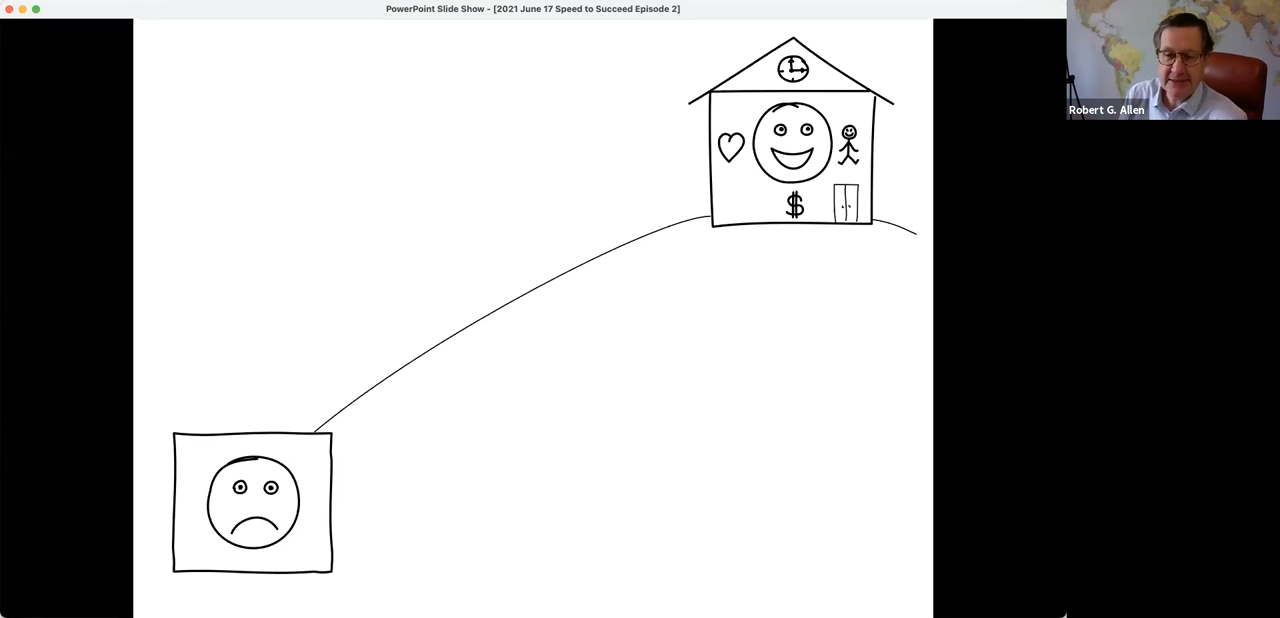 PowerPoint Slide Show - [2021 June 17 Speed to Succeed Episode 2]
Robert G. Allen
$